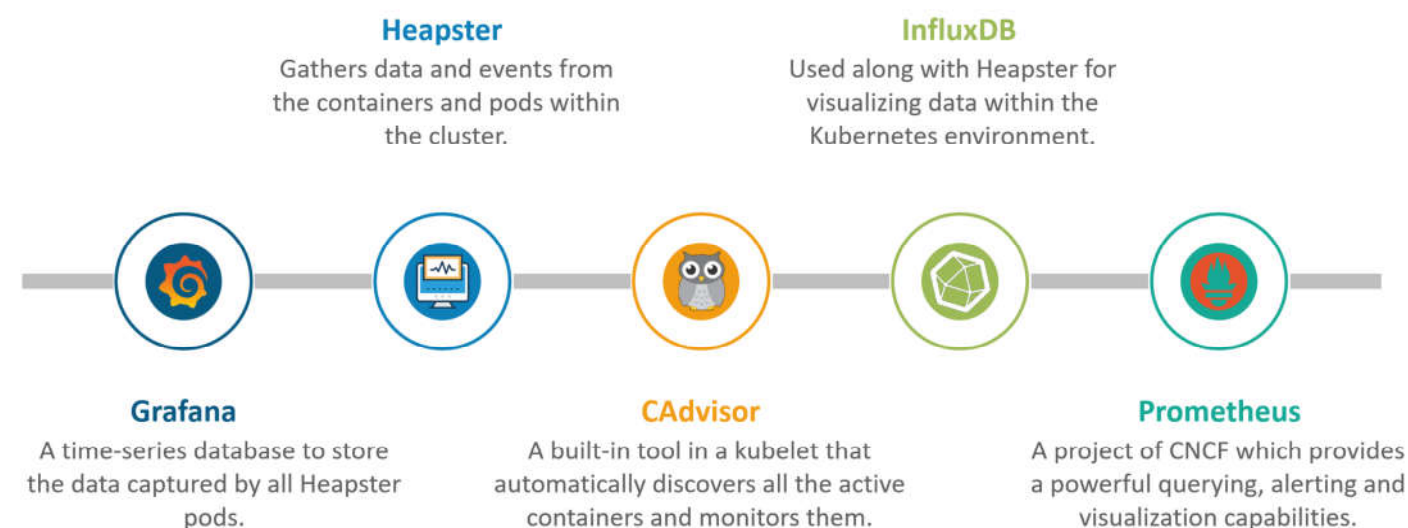 Heapster
Gathers data and events from
the containers and pods within
the cluster.
InfluxDB
Used along with Heapster for
visualizing data within the
Kubernetes environment.
Grafana
A time-series database to store
the data captured by all Heapster
pods.
CAdvisor
A built-in tool in a kubelet that
automatically discovers all the active
containers and monitors them.
Prometheus
A project of CNCF which provides
a powerful querying, alerting and
visualization capabilities.